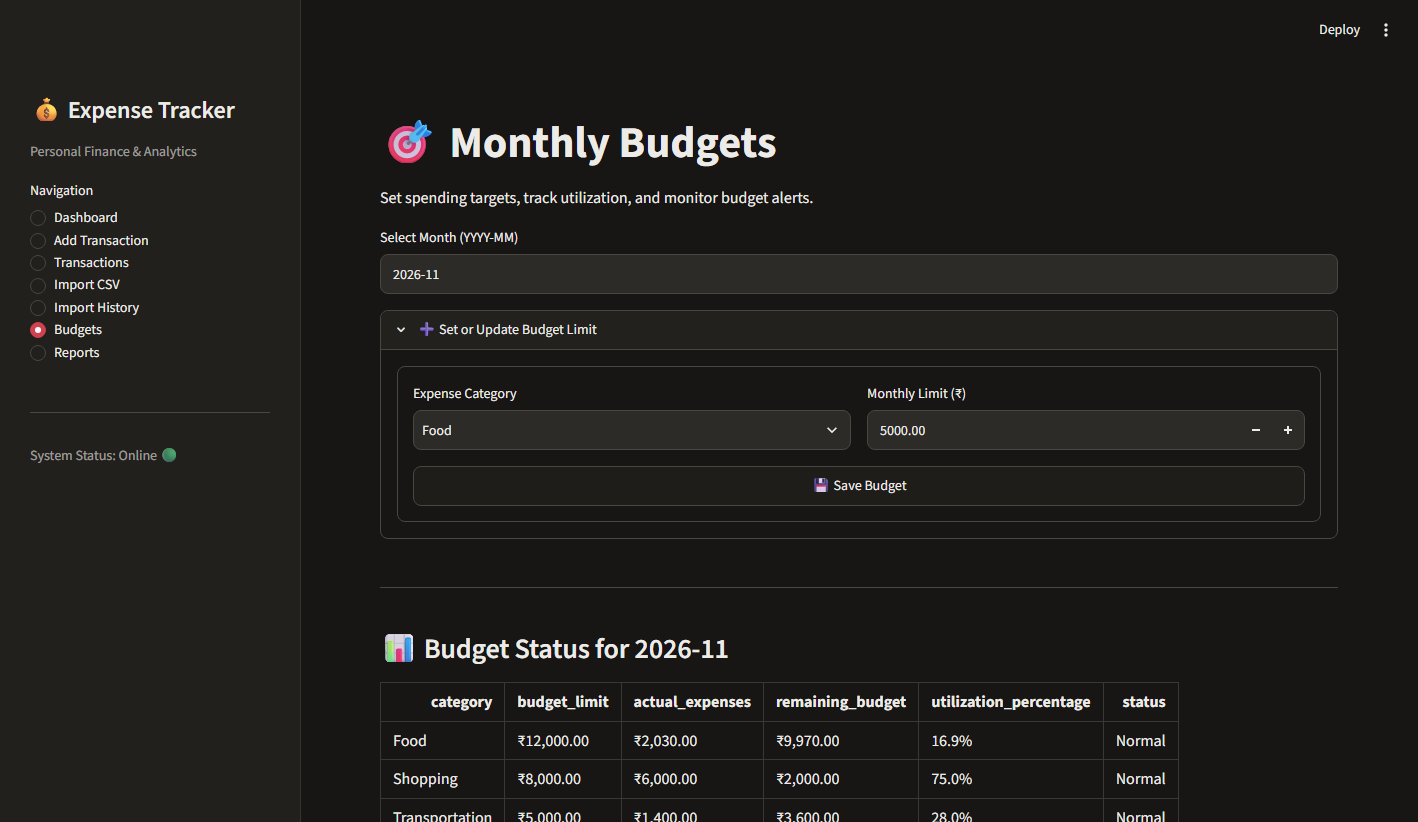 Deploy
Expense Tracker
Personal Finance & Analytics
Navigation
Dashboard
Add Transaction
Transactions
Import CSV
Import History
Budgets
Reports
System Status: Online
Monthly Budgets
Set spending targets, track utilization, and monitor budget alerts.
Select Month (YYYY-MM)
2026-11
Set or Update Budget Limit
Expense Category Monthly Limit (₹)
Food 5000.00
Save Budget
Budget Status for 2026-11
category budget_limit actual_expenses remaining_budget utilization_percentage status
Food ₹12,000.00 ₹2,030.00 ₹9,970.00 16.9% Normal
Shopping ₹8,000.00 ₹6,000.00 ₹2,000.00 75.0% Normal
Transportation ₹5,000.00 ₹1,400.00 ₹3,600.00 28.0% Normal